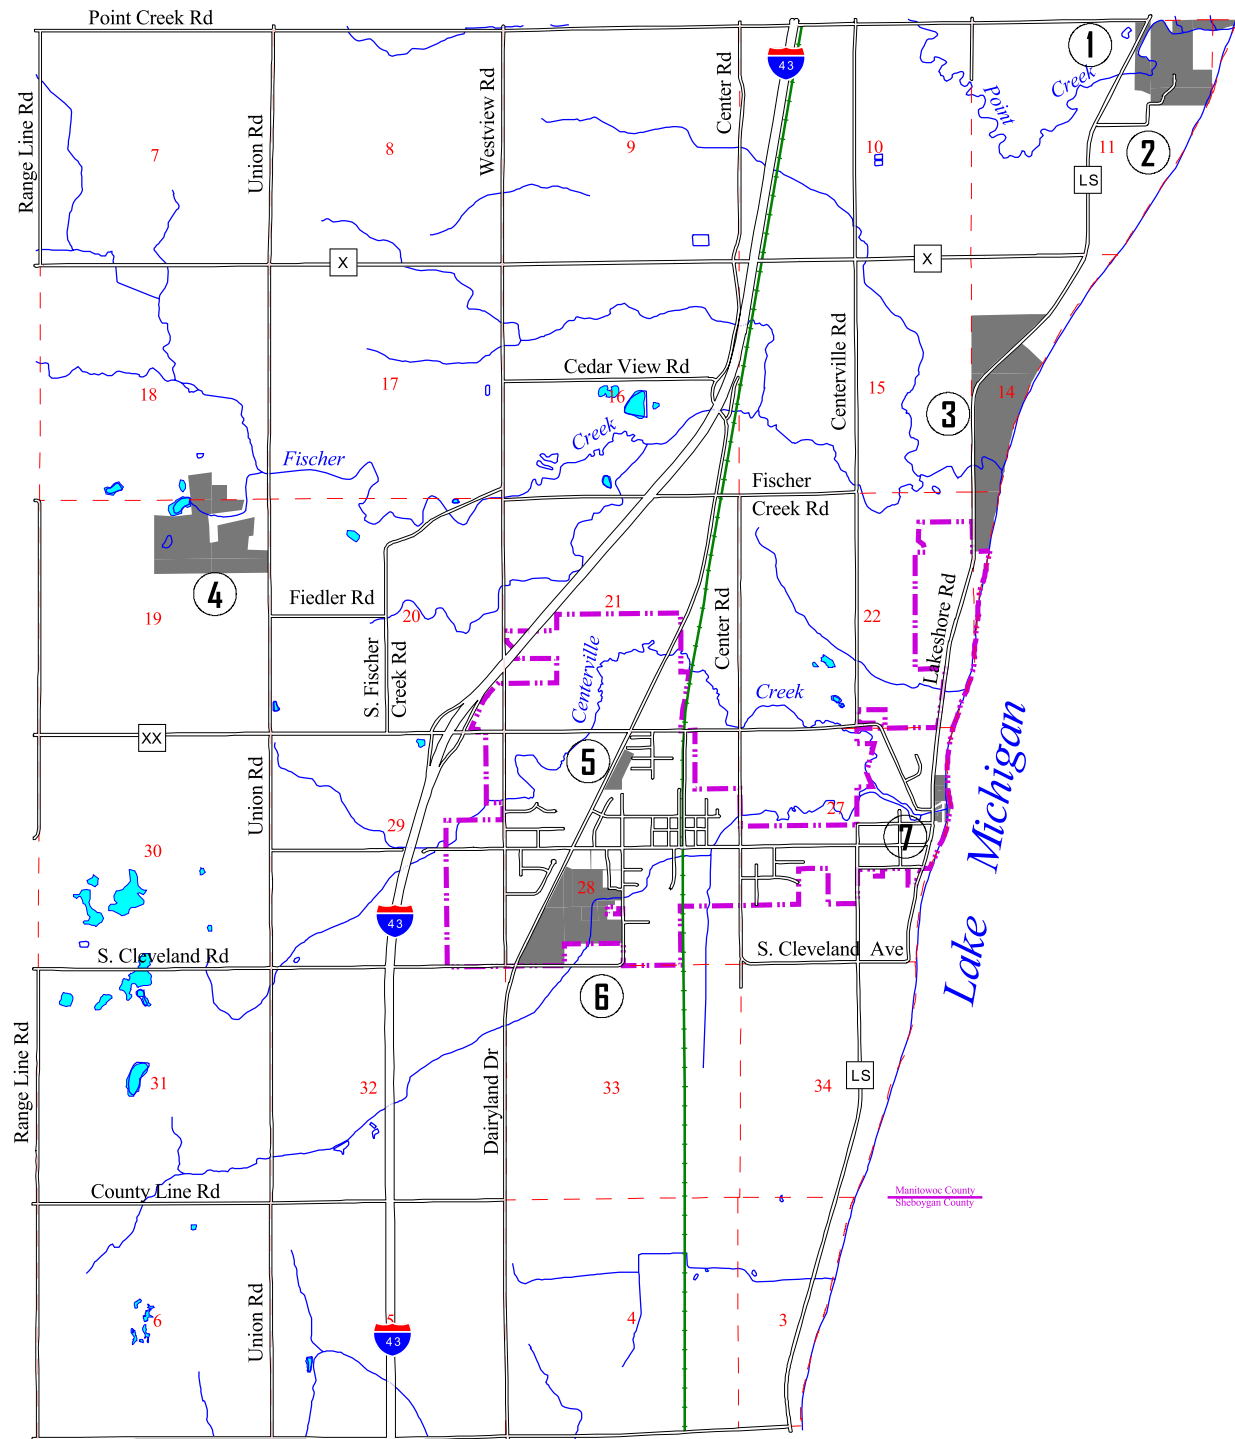 Point Creek Rd
1
43
Range Line Rd
Union Rd
Westview Rd
Center Rd
Point
Creek
7
8
9
10
11
2
LS
X
X
Cedar View Rd
Centerville Rd
18
17
16
15
14
3
Creek
Fischer
Fischer
Creek Rd
4
Fiedler Rd
19
20
21
22
S. Fischer
Creek Rd
Centerville
Center Rd
Lakeshore Rd
Creek
XX
5
Union Rd
Lake Michigan
29
27
7
30
28
43
S. Cleveland Rd
S. Cleveland Ave
6
Range Line Rd
31
32
Dairyland Dr
33
34
LS
County Line Rd
Manitowoc County
Sheboygan County
Union Rd
6
5
43
4
3